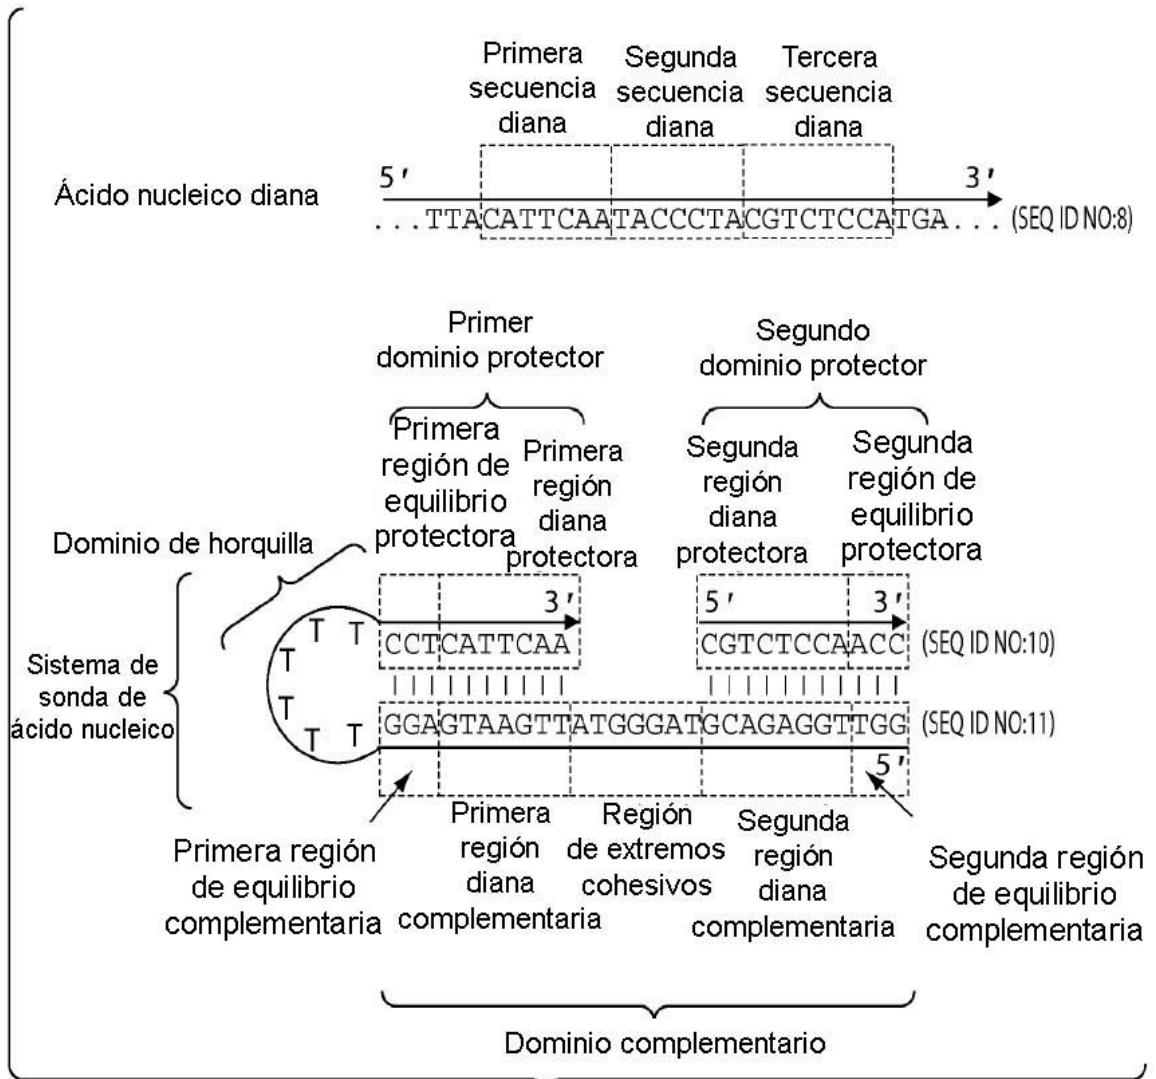 Primera
secuencia
diana
Segunda
secuencia
diana
Tercera
secuencia
diana
Ácido nucleico diana
5'
3'
...TTACATTCAATACCCTACGTCTCCATGA... (SEQ ID NO:8)
Primer
dominio protector
Segundo
dominio protector
Primera
región de
equilibrio
protectora
Primera
región
diana
protectora
Segunda
región
diana
protectora
Segunda
región de
equilibrio
protectora
Dominio de horquilla
Sistema de
sonda de
ácido nucleico
3'
CCTCATTCAA
5'
3'
CGTCTCCAACC
(SEQ ID NO:10)
T T
T
T
T T
GGAGTAAGTTATGGGATGCAGAGGTTGG
(SEQ ID NO:11)
5'
Primera región
de equilibrio
complementaria
Primera
región
diana
complementaria
Región
de extremos
cohesivos
Segunda
región
diana
complementaria
Segunda región
de equilibrio
complementaria
Dominio complementario